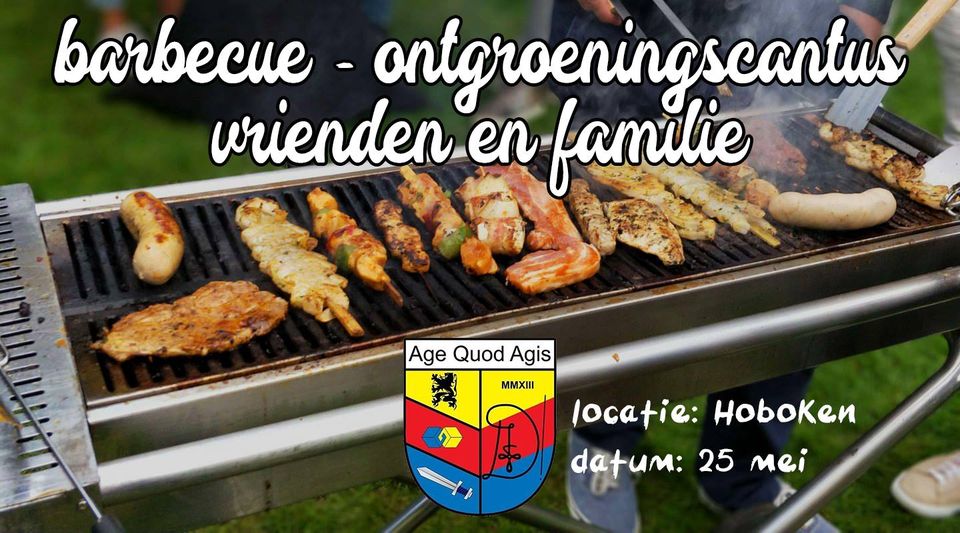 barbecue - ontgroeningscantus
vrienden en familie
Age Quod Agis
MMXIII
locatie: Hoboken
datum: 25 mei